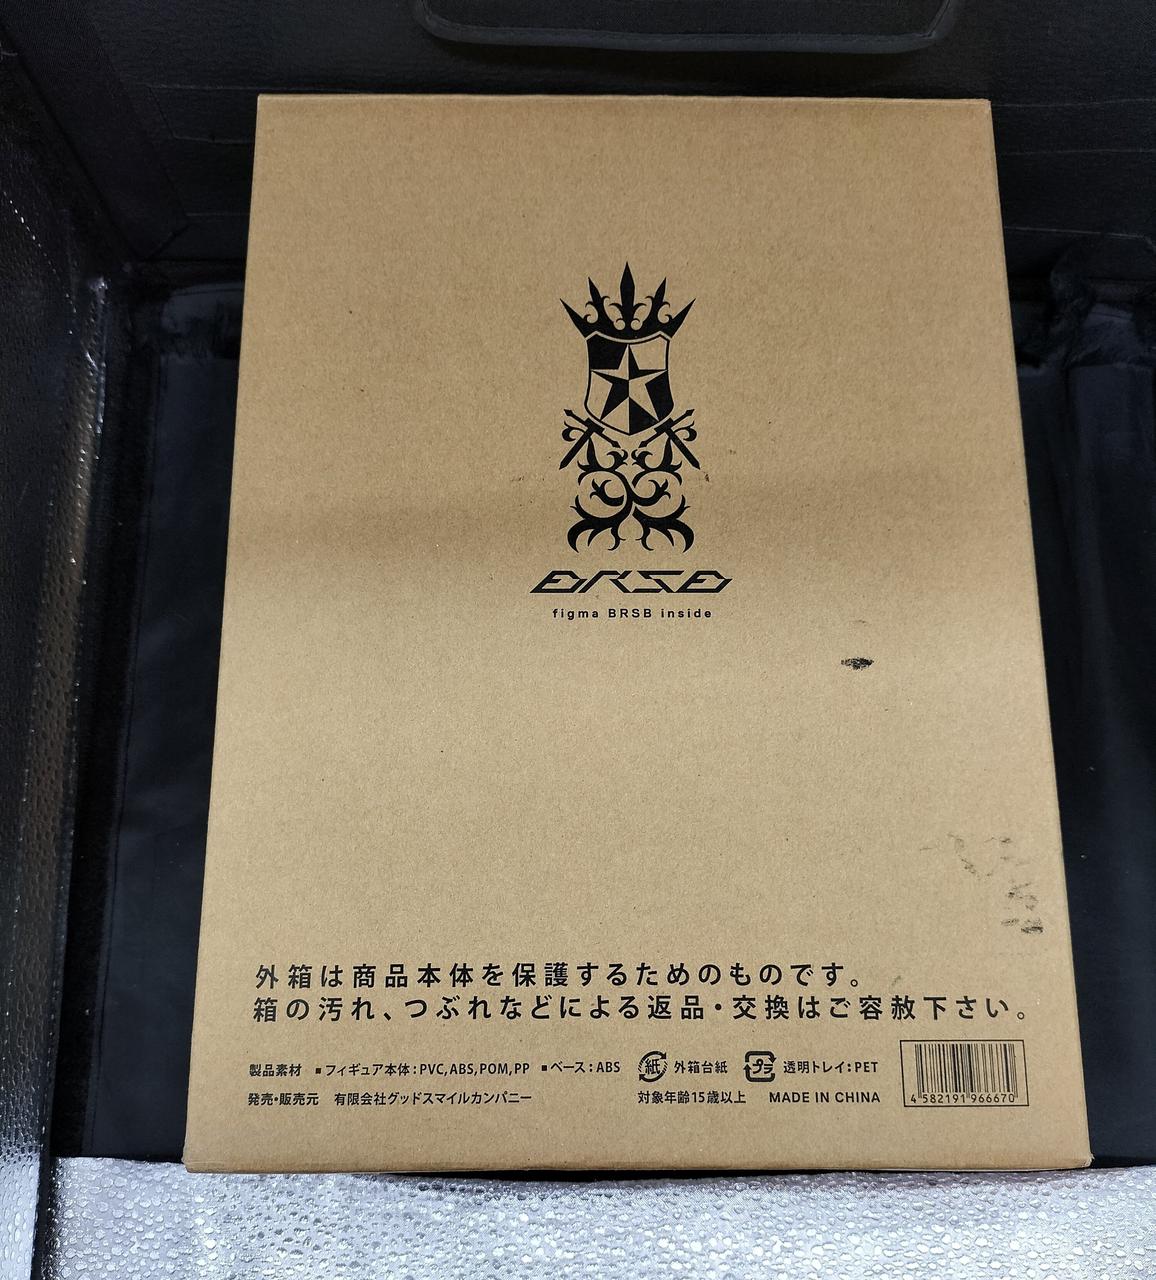 BRSB
figma BRSB inside
外箱は商品本体を保護するためのものです。
箱の汚れ、つぶれなどによる返品・交換はご容赦下さい。
製品素材 ■フィギュア本体：PVC,ABS,POM,PP ■ベース：ABS 紙 外箱台紙 プラ 透明トレイ：PET
発売・販売元 有限会社グッドスマイルカンパニー 対象年齢15歳以上 MADE IN CHINA
4 582191 966670